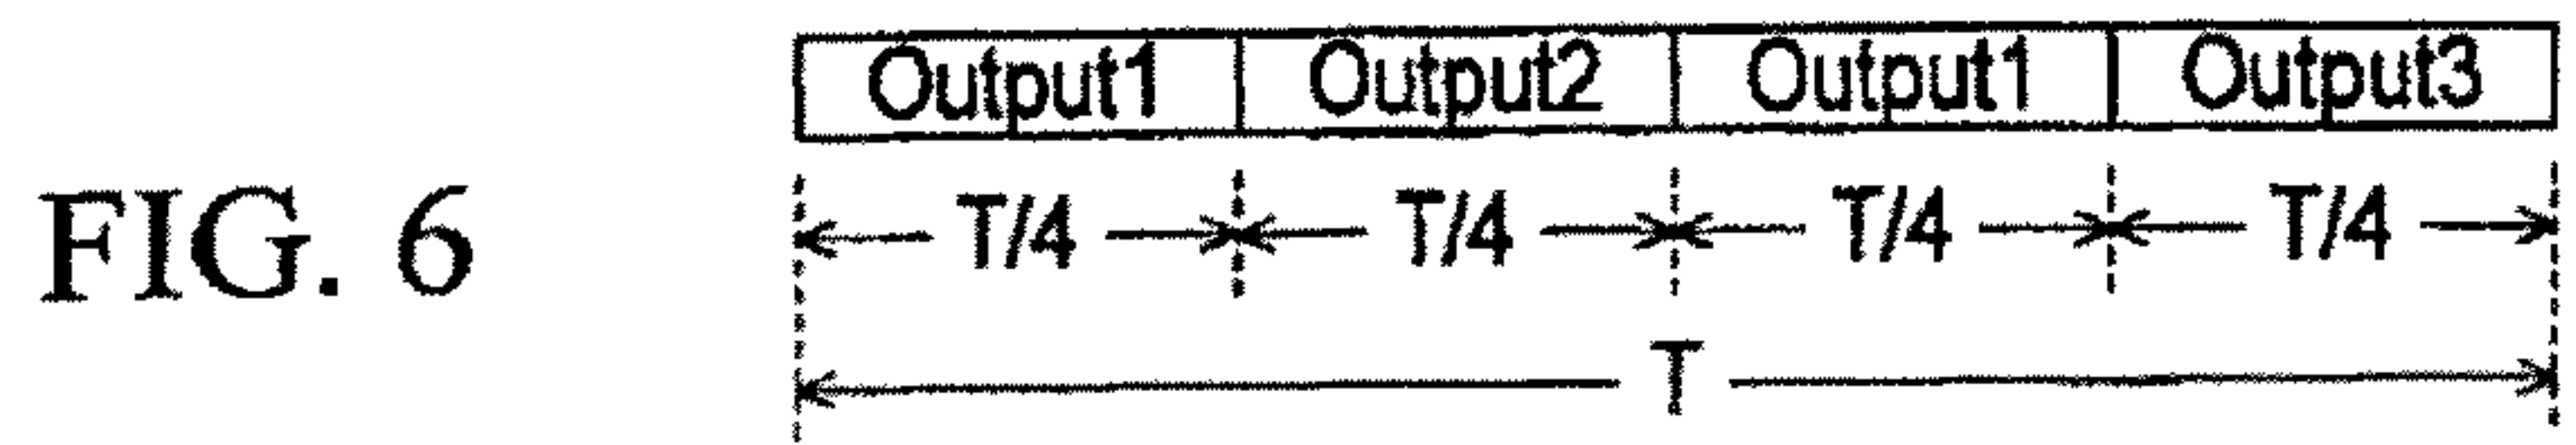 Output1 Output2 Output1 Output3
FIG. 6
T/4 T/4 T/4 T/4
T